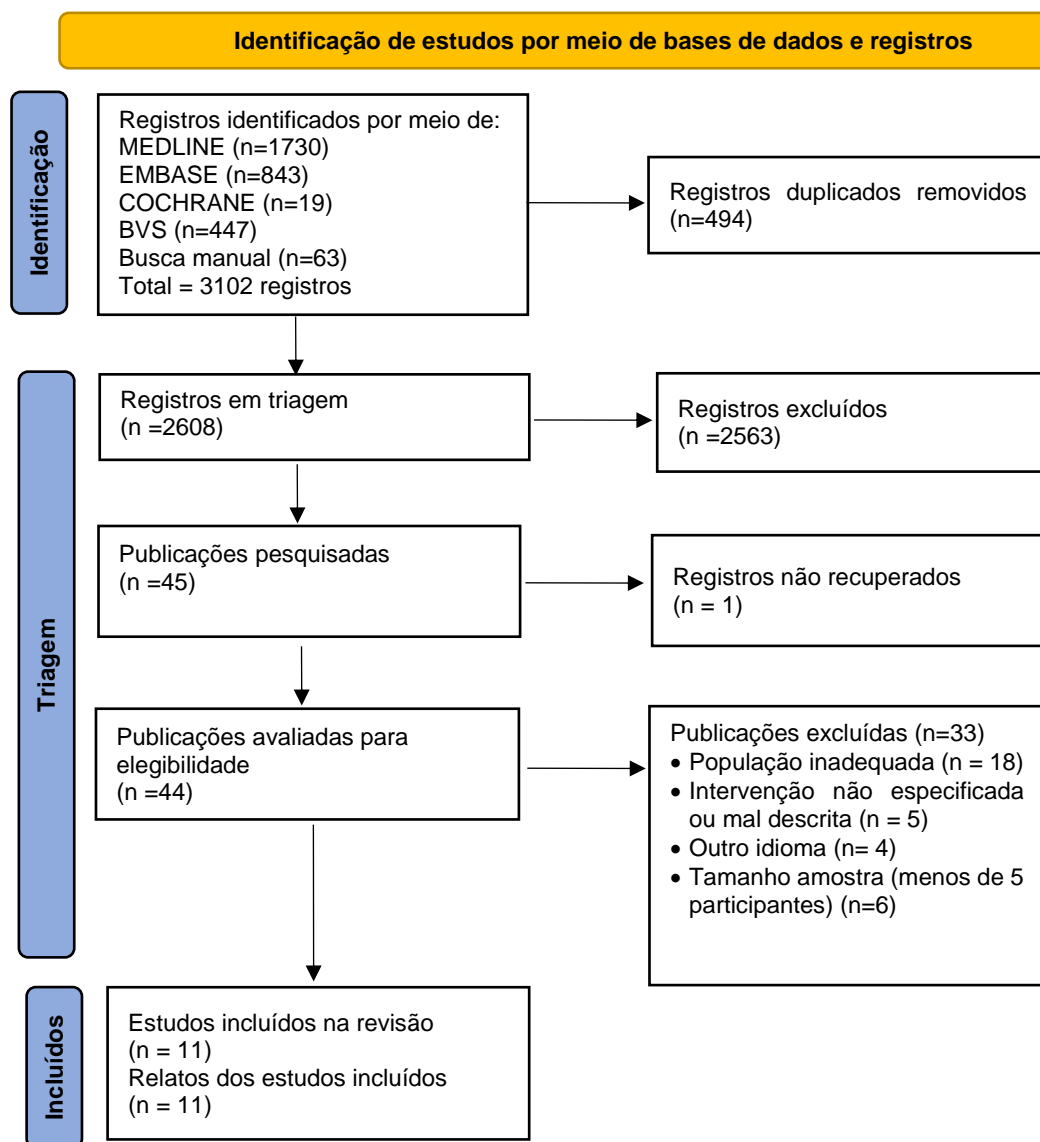 Identificação de estudos por meio de bases de dados e registros
Identificação
Registros identificados por meio de:
MEDLINE (n=1730)
EMBASE (n=843)
COCHRANE (n=19)
BVS (n=447)
Busca manual (n=63)
Total = 3102 registros
Registros duplicados removidos
(n=494)
Triagem
Registros em triagem
(n =2608)
Registros excluídos
(n =2563)
Publicações pesquisadas
(n =45)
Registros não recuperados
(n = 1)
Publicações avaliadas para
elegibilidade
(n =44)
Publicações excluídas (n=33)
• População inadequada (n = 18)
• Intervenção não especificada
ou mal descrita (n = 5)
• Outro idioma (n= 4)
• Tamanho amostra (menos de 5
participantes) (n=6)
Incluídos
Estudos incluídos na revisão
(n = 11)
Relatos dos estudos incluídos
(n = 11)